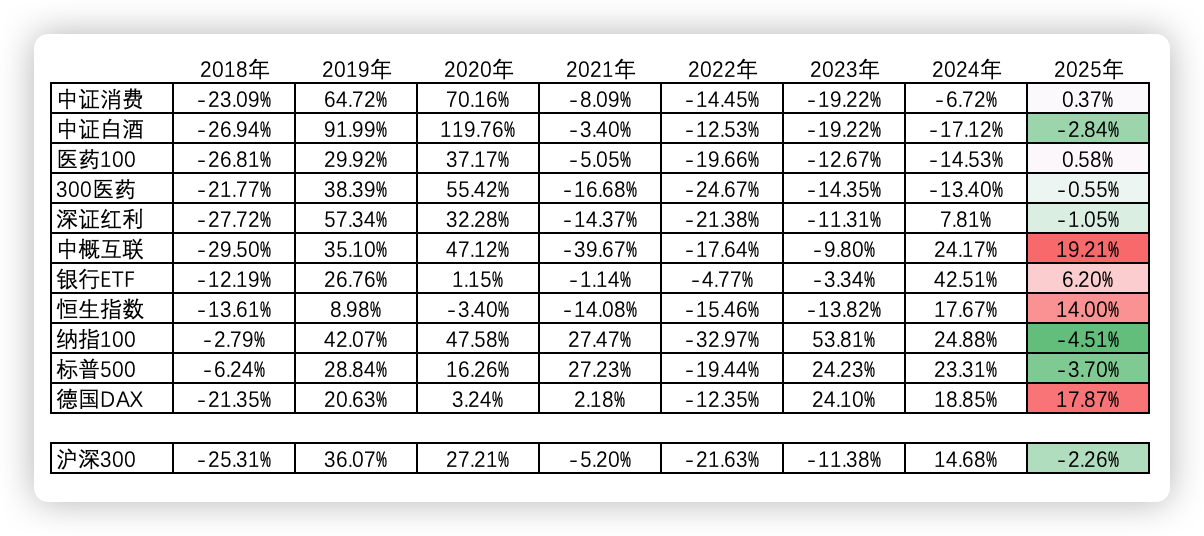 2018年 2019年 2020年 2021年 2022年 2023年 2024年 2025年
中证消费 -23.09% 64.72% 70.16% -8.09% -14.45% -19.22% -6.72% 0.37%
中证白酒 -26.94% 91.99% 119.76% -3.40% -12.53% -19.22% -17.12% -2.84%
医药100 -26.81% 29.92% 37.17% -5.05% -19.66% -12.67% -14.53% 0.58%
300医药 -21.77% 38.39% 55.42% -16.68% -24.67% -14.35% -13.40% -0.55%
深证红利 -27.72% 57.34% 32.28% -14.37% -21.38% -11.31% 7.81% -1.05%
中概互联 -29.50% 35.10% 47.12% -39.67% -17.64% -9.80% 24.17% 19.21%
银行ETF -12.19% 26.76% 1.15% -1.14% -4.77% -3.34% 42.51% 6.20%
恒生指数 -13.61% 8.98% -3.40% -14.08% -15.46% -13.82% 17.67% 14.00%
纳指100 -2.79% 42.07% 47.58% 27.47% -32.97% 53.81% 24.88% -4.51%
标普500 -6.24% 28.84% 16.26% 27.23% -19.44% 24.23% 23.31% -3.70%
德国DAX -21.35% 20.63% 3.24% 2.18% -12.35% 24.10% 18.85% 17.87%
沪深300 -25.31% 36.07% 27.21% -5.20% -21.63% -11.38% 14.68% -2.26%